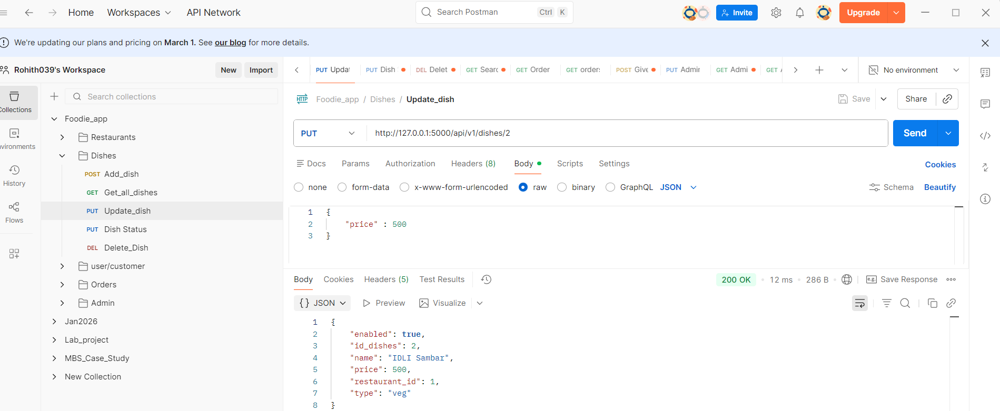 Home Workspaces API Network Search Postman Ctrl K Invite Upgrade
We're updating our plans and pricing on March 1. See our blog for more details.
Rohith039's Workspace New Import
PUT Updat PUT Dish DEL Delet GET Searc GET Order GET orders POST Give PUT Admin GET Admi GET No environment
Collections
Search collections
Foodie_app / Dishes / Update_dish Save Share
Foodie_app
Restaurants
Dishes
POST Add_dish
GET Get_all_dishes
PUT Update_dish
PUT Dish Status
DEL Delete_Dish
user/customer
Orders
Admin
Jan2026
Lab_project
MBS_Case_Study
New Collection
nvironments
History
Flows
PUT http://127.0.0.1:5000/api/v1/dishes/2 Send
Docs Params Authorization Headers (8) Body Scripts Settings Cookies
none form-data x-www-form-urlencoded raw binary GraphQL JSON Schema Beautify
1 {
2 "price" : 500
3 }
Body Cookies Headers (5) Test Results 200 OK 12 ms 286 B e.g. Save Response
{} JSON Preview Visualize
1 {
2 "enabled": true,
3 "id_dishes": 2,
4 "name": "IDLI Sambar",
5 "price": 500,
6 "restaurant_id": 1,
7 "type": "veg"
8 }